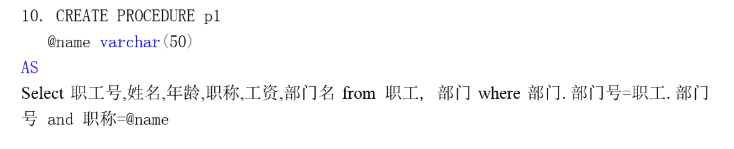 10. CREATE PROCEDURE p1
@name varchar(50)
AS
Select 职工号,姓名,年龄,职称,工资,部门名 from 职工, 部门 where 部门.部门号=职工.部门
号 and 职称=@name